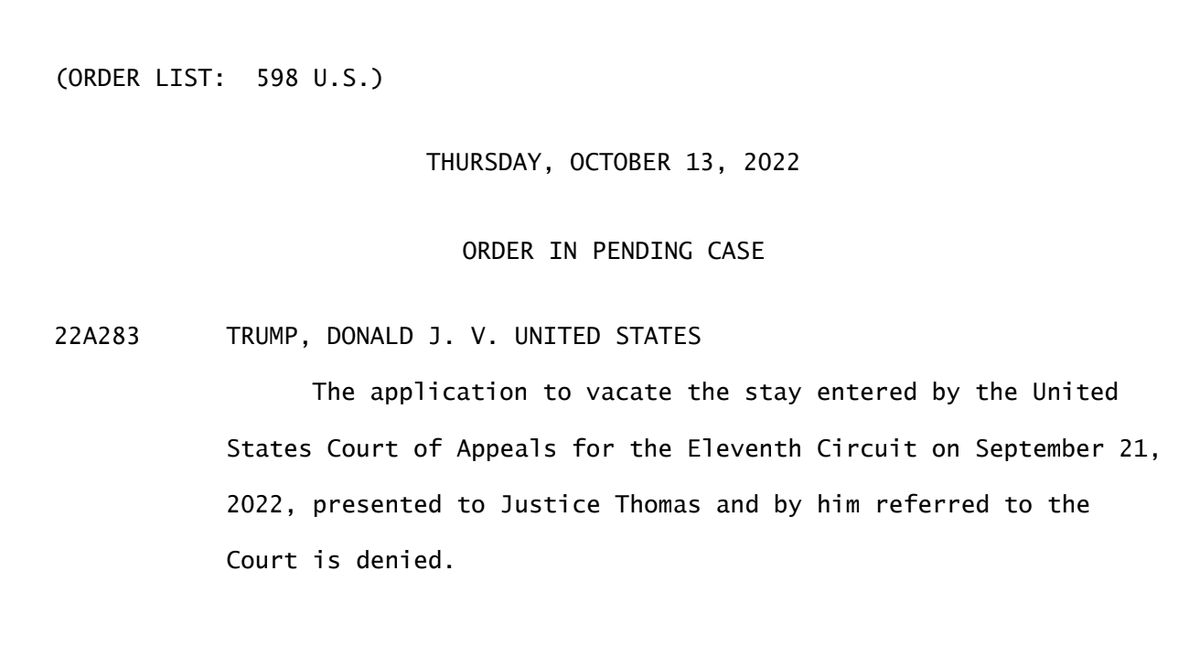 (ORDER LIST:  598 U.S.)
THURSDAY, OCTOBER 13, 2022
ORDER IN PENDING CASE
22A283 TRUMP, DONALD J. V. UNITED STATES
The application to vacate the stay entered by the United
States Court of Appeals for the Eleventh Circuit on September 21,
2022, presented to Justice Thomas and by him referred to the
Court is denied.